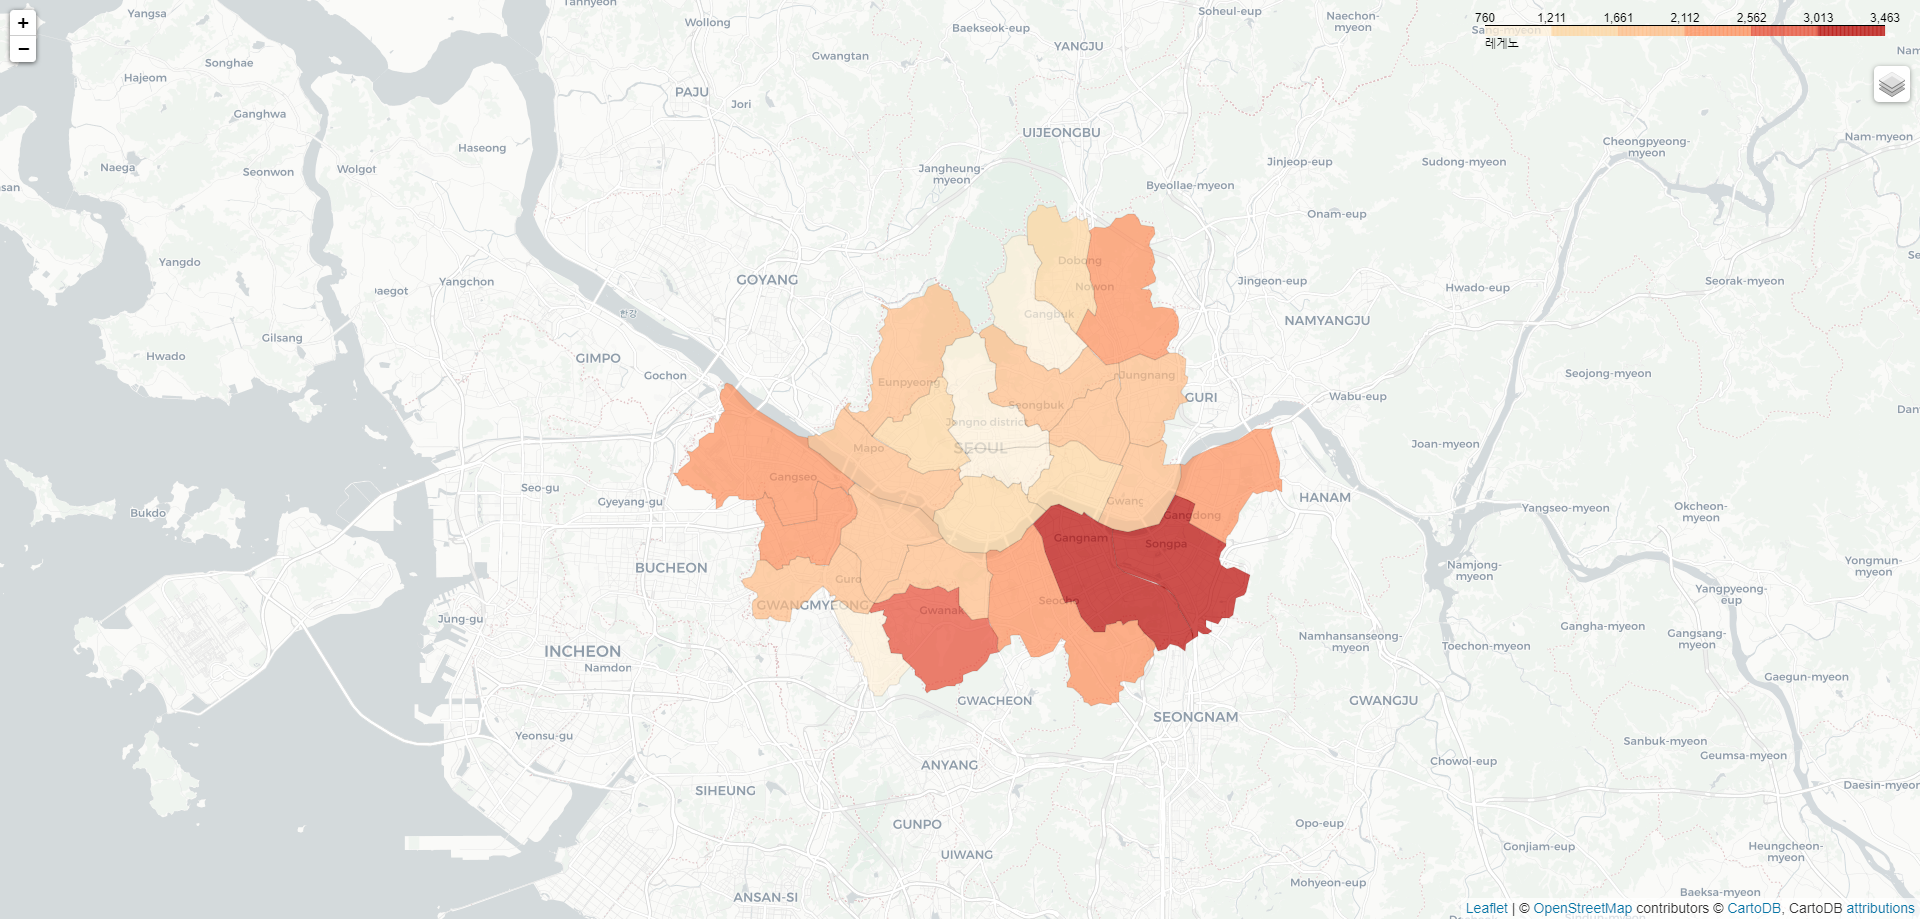 +
−
Yangsa
Tannyeon
Wollong
Baekseok-eup
Soheul-eup
Naechon-
myeon
760 1,211 1,661 2,112 2,562 3,013 3,463
레게노
Songhae
Hajeom
Gwangtan
YANGJU
PAJU
Jori
Ganghwa
UIJEONGBU
Haseong
Jangheung-
myeon
Jinjeop-eup
Sudong-myeon
Cheongpyeong-
myeon
Nam-myeon
Naega
Seonwon
Wolgot
Byeollae-myeon
Onam-eup
Yangdo
Yangchon
GOYANG
Dobong
Nowon
Jingeon-eup
Hwado-eup
Seorak-myeon
한강
Gangbuk
NAMYANGJU
Gilsang
Hwado
GIMPO
Gochon
Eunpyeong
Jungnang
Seojong-myeon
GURI
Wabu-eup
Seongbuk
Jongno district
Mapo
SEOUL
Joan-myeon
Gangseo
Seo-gu
Gyeyang-gu
Gwang
HANAM
Bukdo
Gangdong
Yangseo-myeon
Okcheon-
myeon
Gangnam
Songpa
BUCHEON
Guro
Namjong-
myeon
Yongmun-
myeon
Yangpyeong-
eup
GWANGMYEONG
Gwanak
Seocho
Jung-gu
Gangha-myeon
Gangsang-
myeon
INCHEON
Namdon
Namhansanseong-
myeon
Toechon-myeon
Gaegun-myeon
GWACHEON
SEONGNAM
GWANGJU
Yeonsu-gu
Sanbuk-myeon
Geumsa-myeon
ANYANG
Chowol-eup
SIHEUNG
Daesin-myeon
GUNPO
Opo-eup
UIWANG
Gonjiam-eup
Heungcheon-
myeon
ANSAN-SI
Mohyeon-eup
Baeksa-myeon
Leaflet | © OpenStreetMap contributors © CartoDB, CartoDB attributions